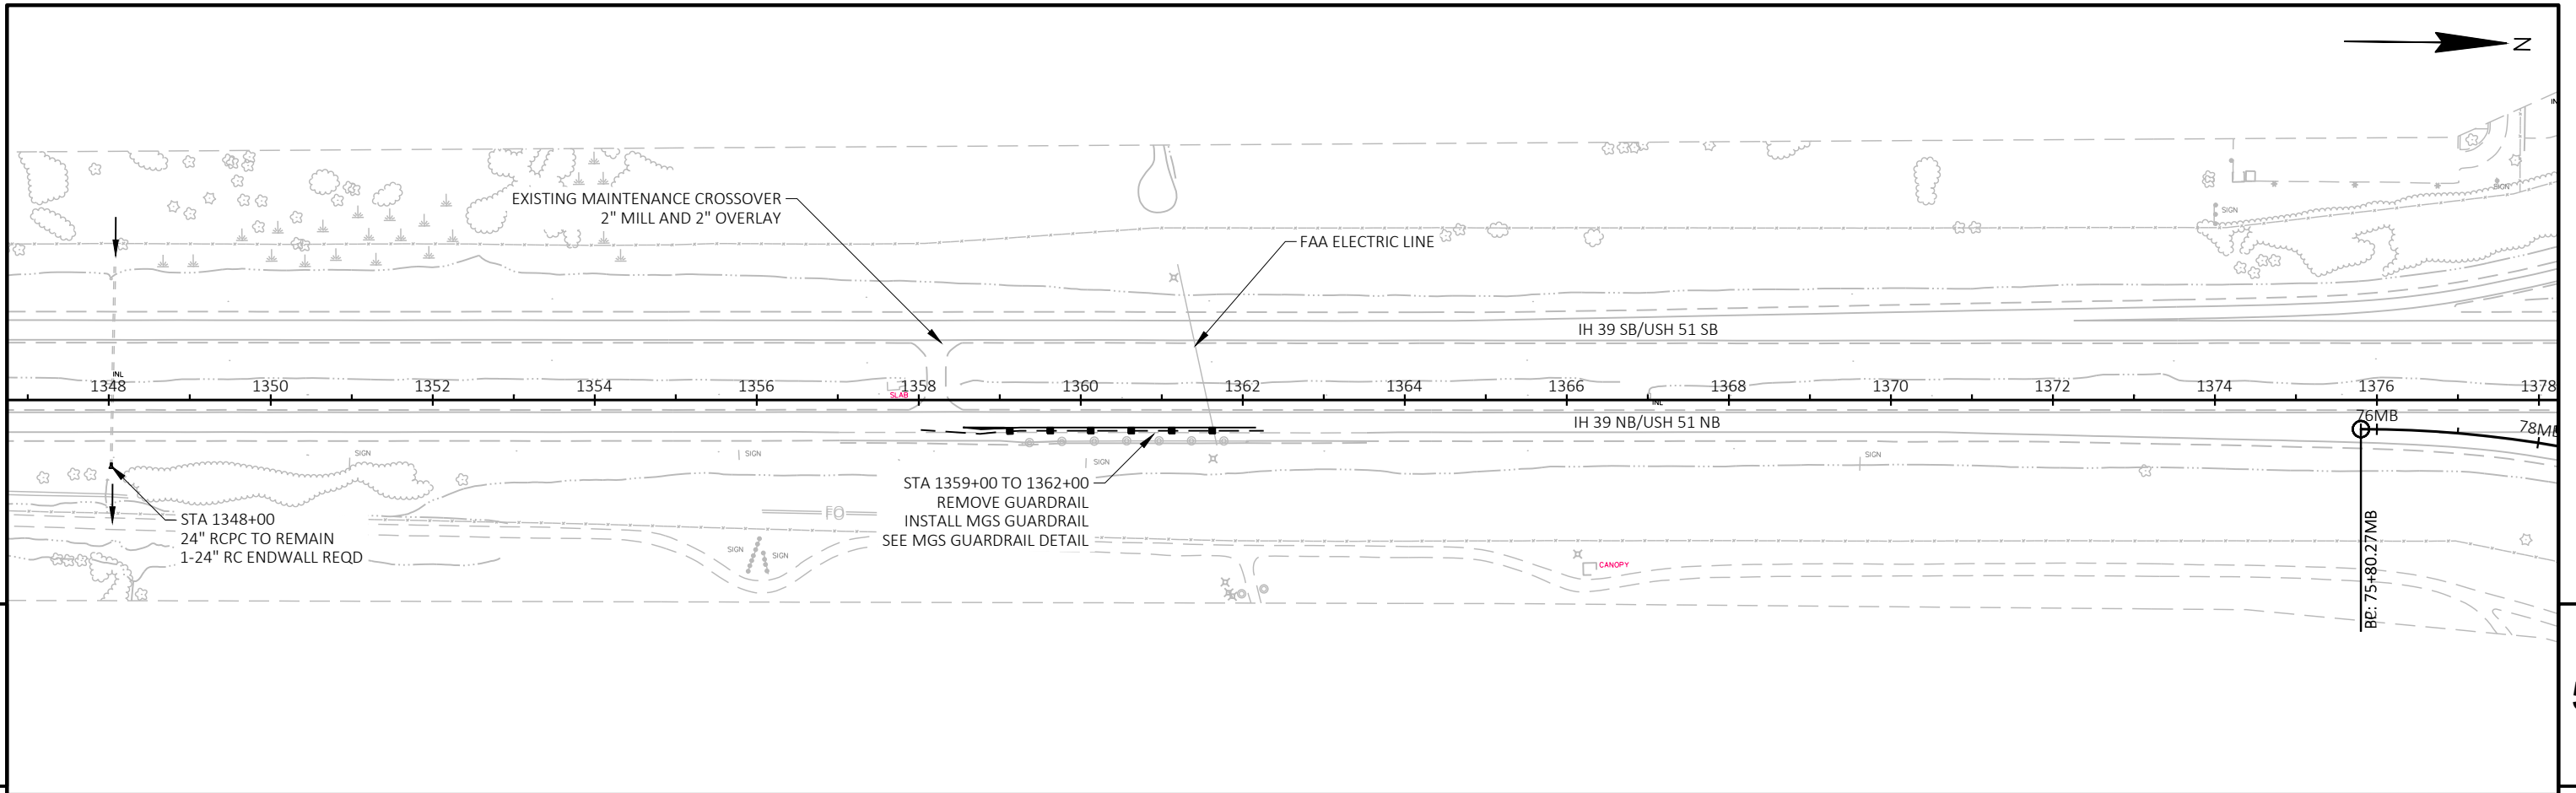 N
IN
EXISTING MAINTENANCE CROSSOVER
2" MILL AND 2" OVERLAY
FAA ELECTRIC LINE
SIGN
SIGN
IH 39 SB/USH 51 SB
INL
1348 1350 1352 1354 1356 1358 1360 1362 1364 1366 1368 1370 1372 1374 1376 1378
SLAB
INL
IH 39 NB/USH 51 NB
76MB
78MB
SIGN
SIGN
SIGN
SIGN
STA 1359+00 TO 1362+00
REMOVE GUARDRAIL
INSTALL MGS GUARDRAIL
SEE MGS GUARDRAIL DETAIL
FO
STA 1348+00
24" RCPC TO REMAIN
1-24" RC ENDWALL REQD
SIGN
SIGN
CANOPY
75+80.27MB